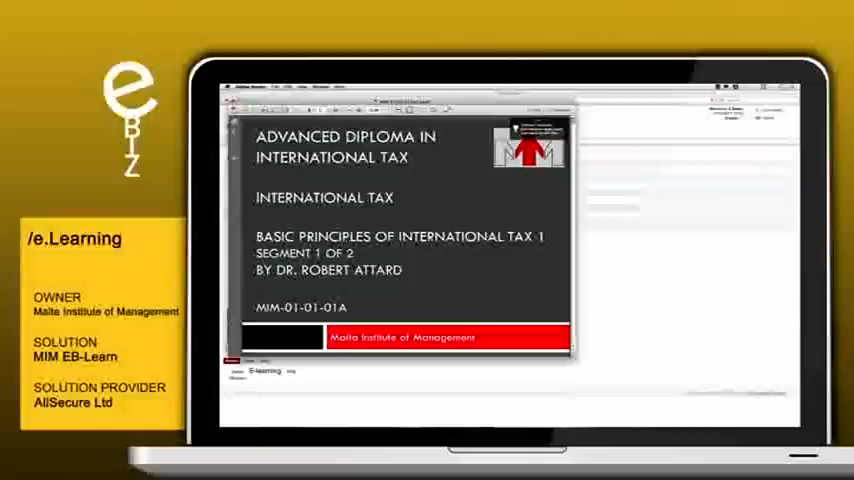 e
BIZ
/e.Learning
OWNER
Malta Institute of Management
SOLUTION
MIM EB-Learn
SOLUTION PROVIDER
AllSecure Ltd
ADVANCED DIPLOMA IN
INTERNATIONAL TAX
INTERNATIONAL TAX
BASIC PRINCIPLES OF INTERNATIONAL TAX 1
SEGMENT 1 OF 2
BY DR. ROBERT ATTARD
MIM-01-01-01A
Malta Institute of Management
E-learning